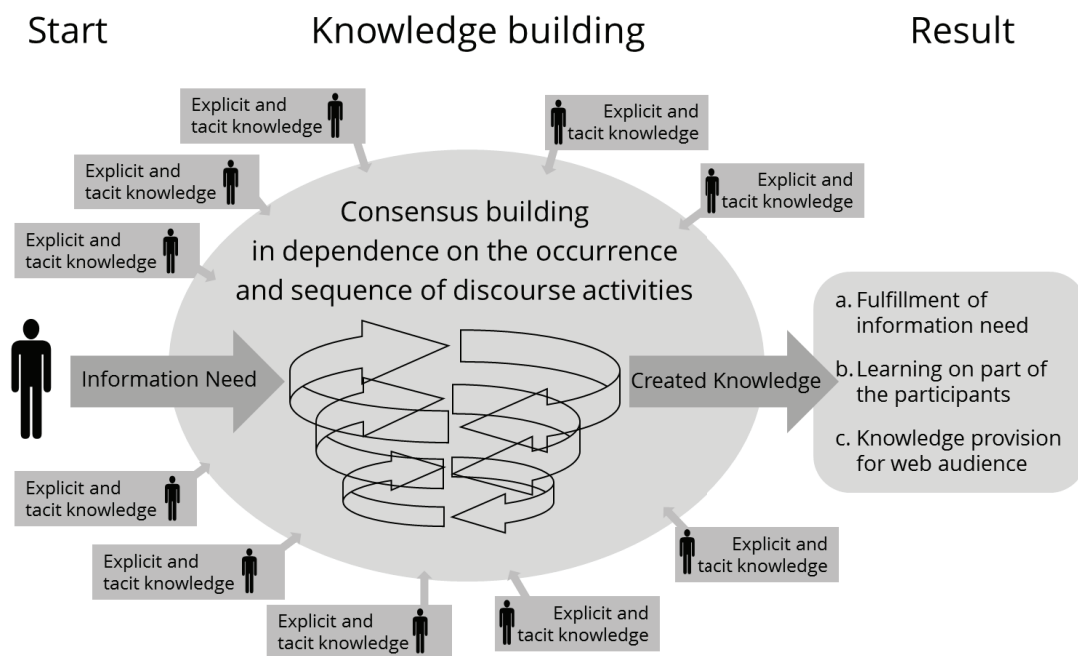 Start
Knowledge building
Result
Explicit and
tacit knowledge
Explicit and
tacit knowledge
Explicit and
tacit knowledge
Explicit and
tacit knowledge
Explicit and
tacit knowledge
Consensus building
in dependence on the occurrence
and sequence of discourse activities
Information Need
Created Knowledge
a. Fulfillment of
information need
b. Learning on part of
the participants
c. Knowledge provision
for web audience
Explicit and
tacit knowledge
Explicit and
tacit knowledge
Explicit and
tacit knowledge
Explicit and
tacit knowledge
Explicit and
tacit knowledge